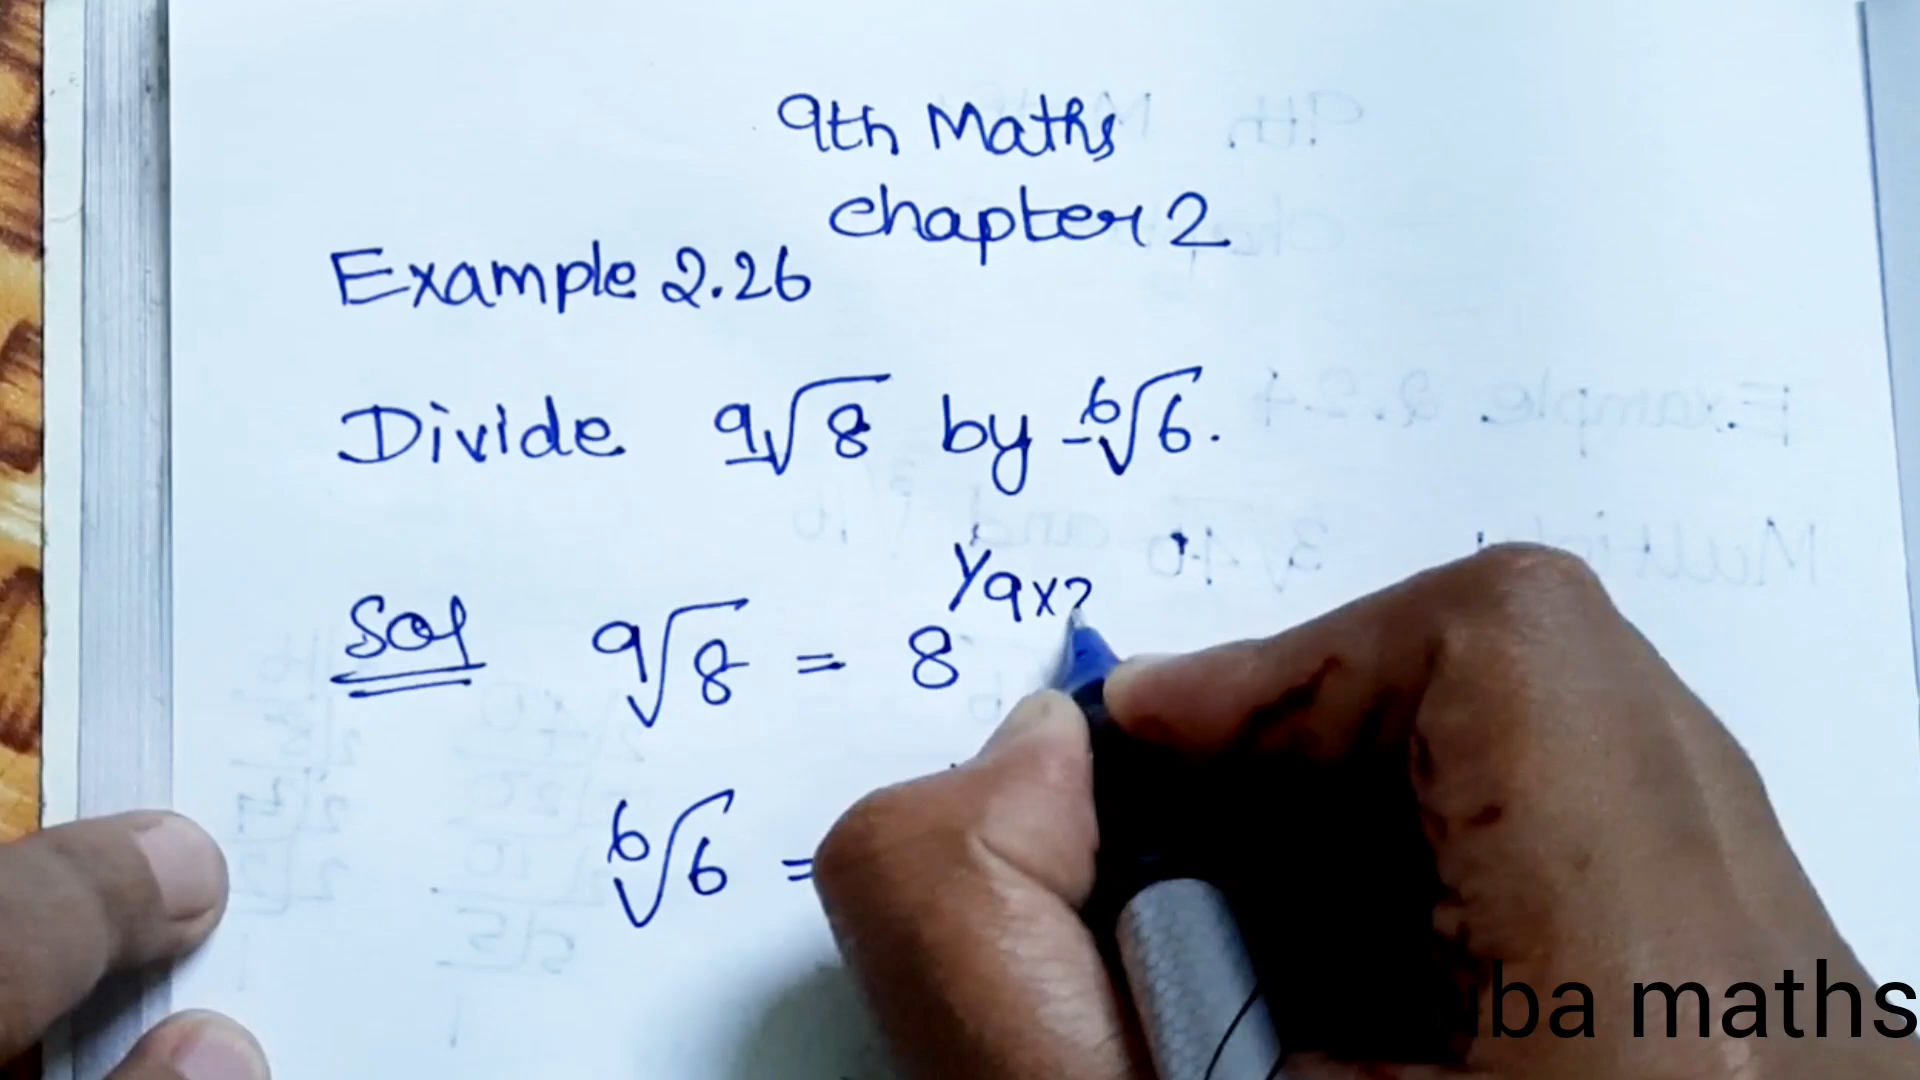 9th Maths
chapter 2
Example 2.26
Divide ⁹√8 by ⁶√6.
Sol ⁹√8 = 8^1/9×2
⁶√6 =
iba maths